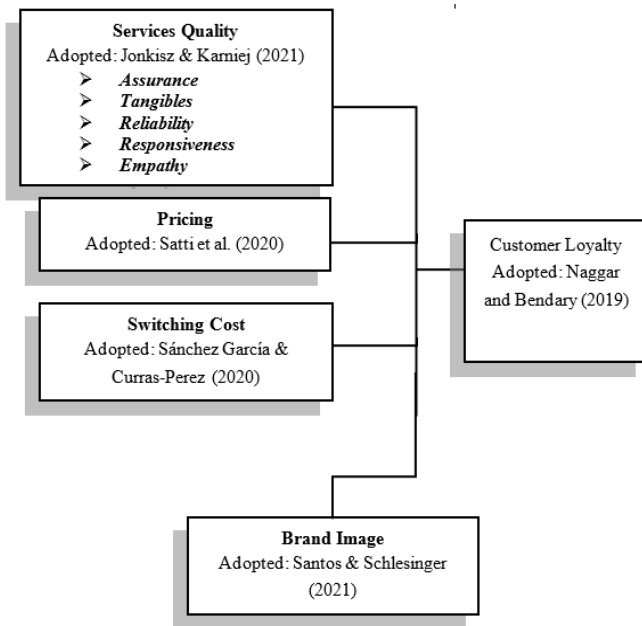 Services Quality
Adopted: Jonkisz & Karniej (2021)
➢ Assurance
➢ Tangibles
➢ Reliability
➢ Responsiveness
➢ Empathy
Pricing
Adopted: Satti et al. (2020)
Customer Loyalty
Adopted: Naggar
and Bendary (2019)
Switching Cost
Adopted: Sánchez García &
Curras-Perez (2020)
Brand Image
Adopted: Santos & Schlesinger
(2021)